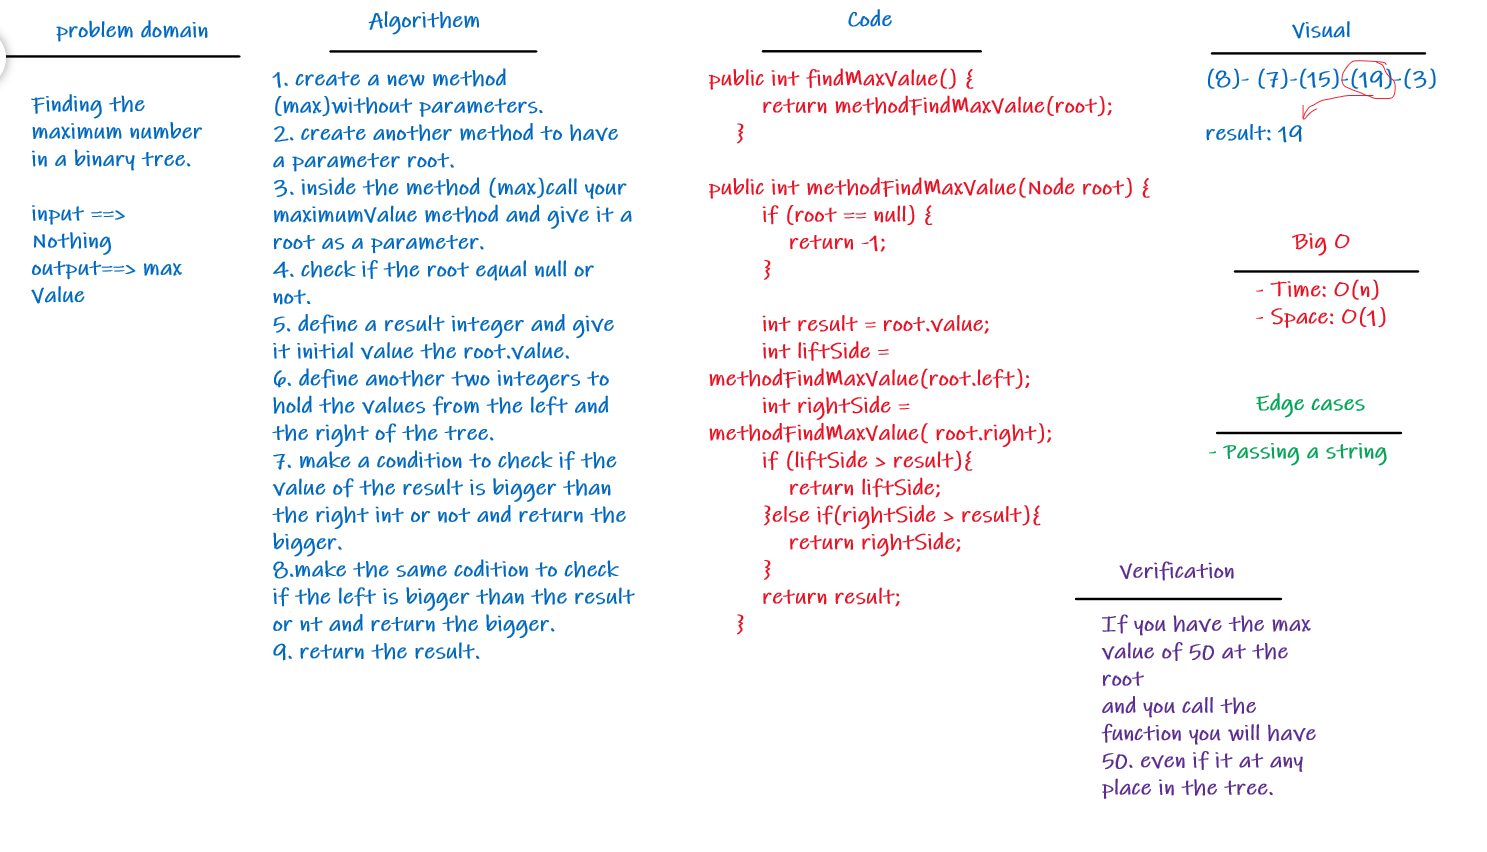 problem domain
Finding the
maximum number
in a binary tree.
input ==>
Nothing
output==> max
Value
Algorithem
1. create a new method
(max)without parameters.
2. create another method to have
a parameter root.
3. inside the method (max)call your
maximumValue method and give it a
root as a parameter.
4. check if the root equal null or
not.
5. define a result integer and give
it initial value the root.value.
6. define another two integers to
hold the values from the left and
the right of the tree.
7. make a condition to check if the
value of the result is bigger than
the right int or not and return the
bigger.
8.make the same codition to check
if the left is bigger than the result
or nt and return the bigger.
9. return the result.
Code
public int findMaxValue() {
return methodFindMaxValue(root);
}
public int methodFindMaxValue(Node root) {
if (root == null) {
return -1;
}
int result = root.value;
int liftSide =
methodFindMaxValue(root.left);
int rightSide =
methodFindMaxValue( root.right);
if (liftSide > result){
return liftSide;
}else if(rightSide > result){
return rightSide;
}
return result;
}
Visual
(8)- (7)-(15)-(19)-(3)
result: 19
Big O
- Time: O(n)
- Space: O(1)
Edge cases
- Passing a string
Verification
If you have the max
value of 50 at the
root
and you call the
function you will have
50. even if it at any
place in the tree.